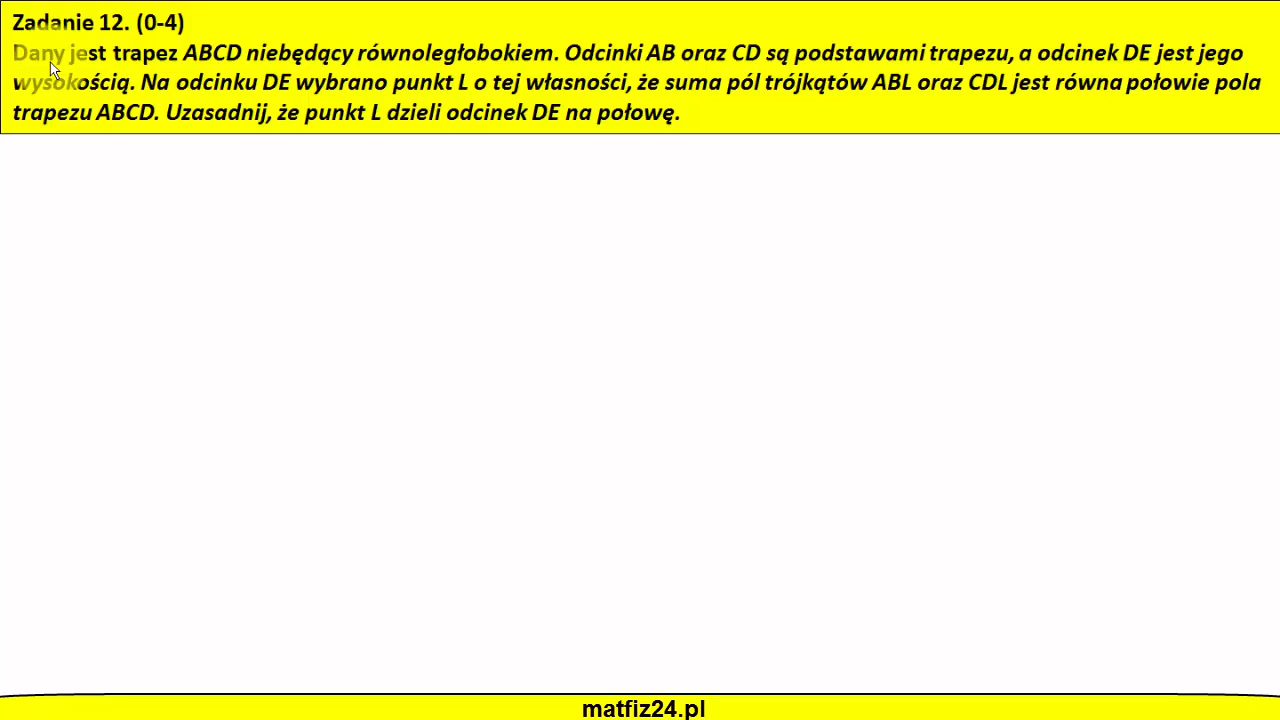 Zadanie 12. (0-4)
Dany jest trapez ABCD niebędący równoległobokiem. Odcinki AB oraz CD są podstawami trapezu, a odcinek DE jest jego
wysokością. Na odcinku DE wybrano punkt L o tej własności, że suma pól trójkątów ABL oraz CDL jest równa połowie pola
trapezu ABCD. Uzasadnij, że punkt L dzieli odcinek DE na połowę.
matfiz24.pl